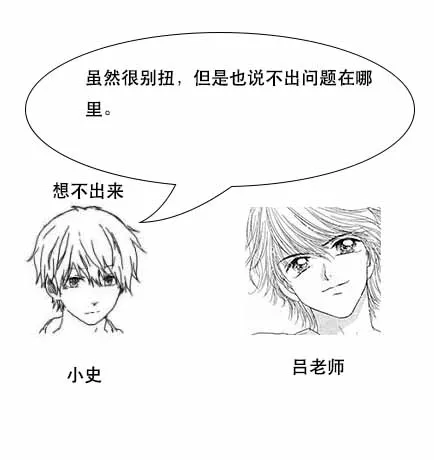 虽然很别扭，但是也说不出问题在哪
里。
想不出来
小史
吕老师